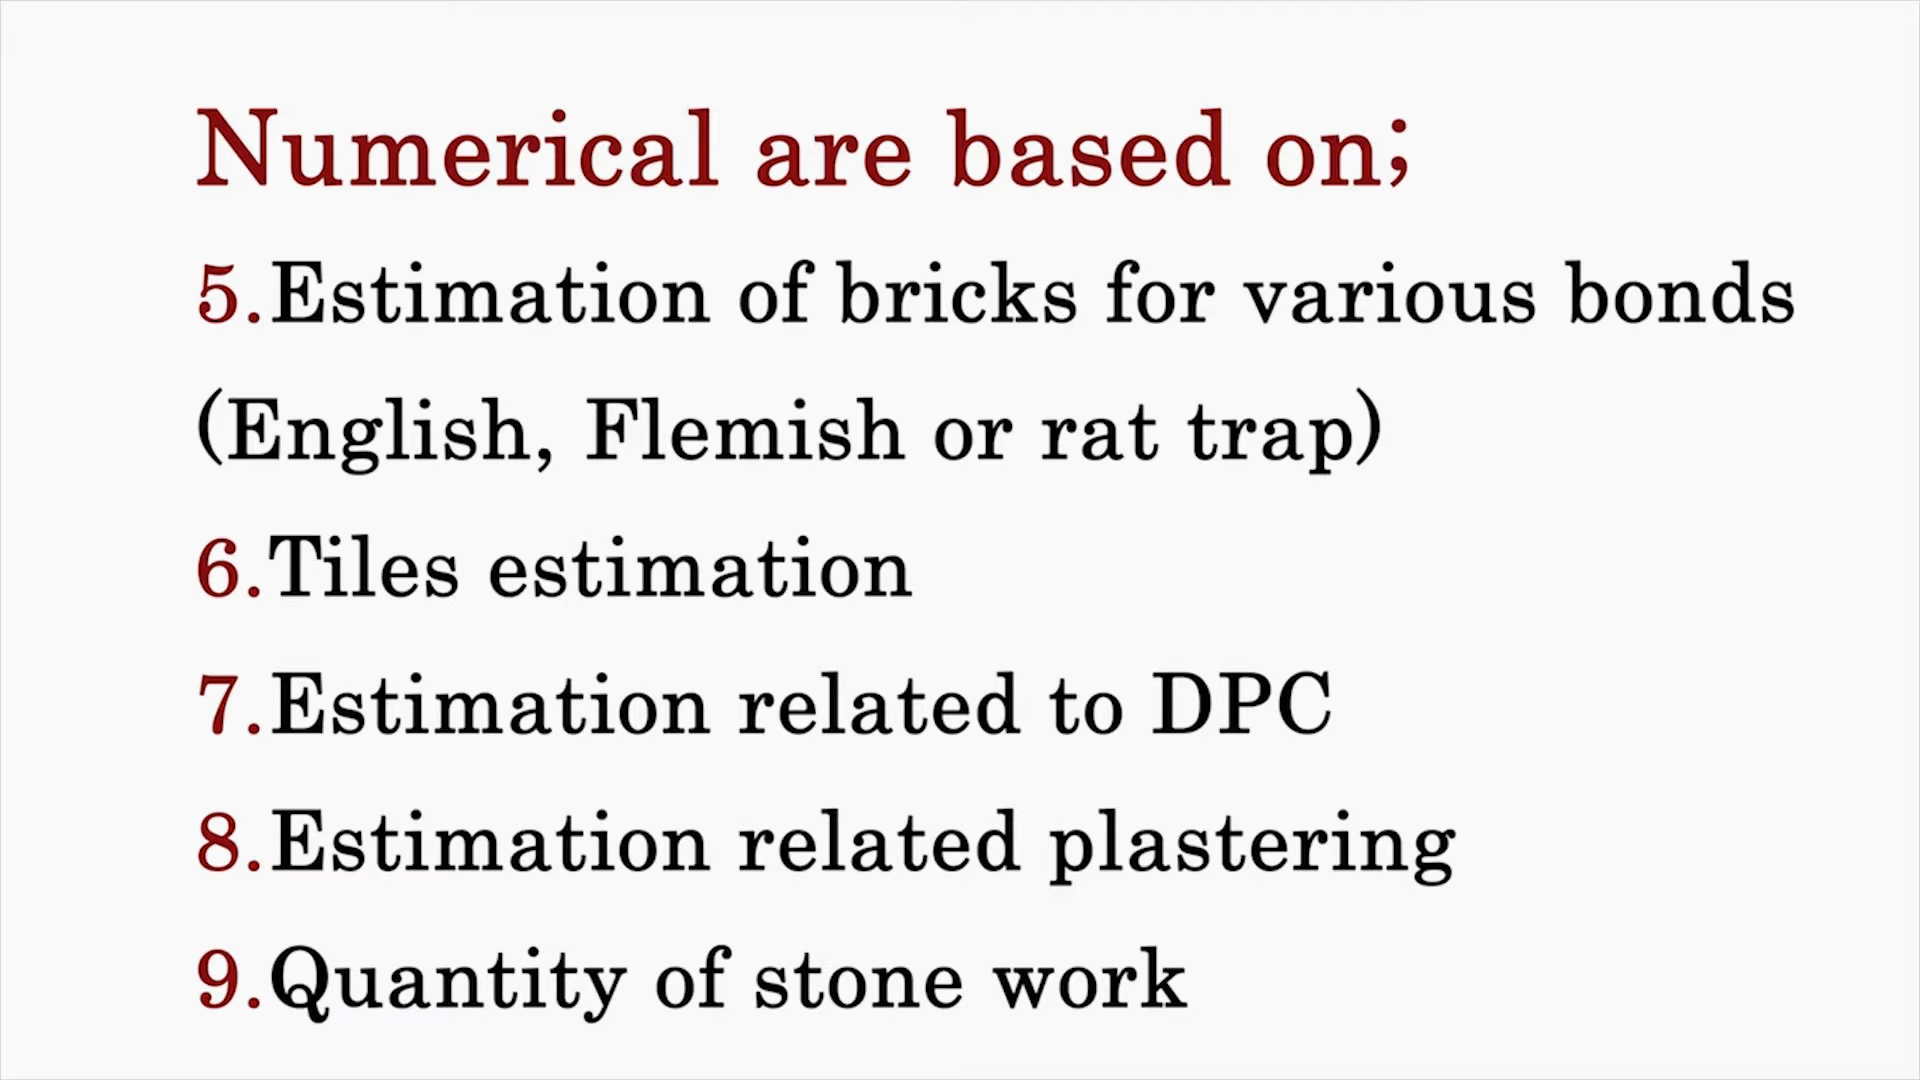 Numerical are based on;
5.Estimation of bricks for various bonds
(English, Flemish or rat trap)
6.Tiles estimation
7.Estimation related to DPC
8.Estimation related plastering
9.Quantity of stone work